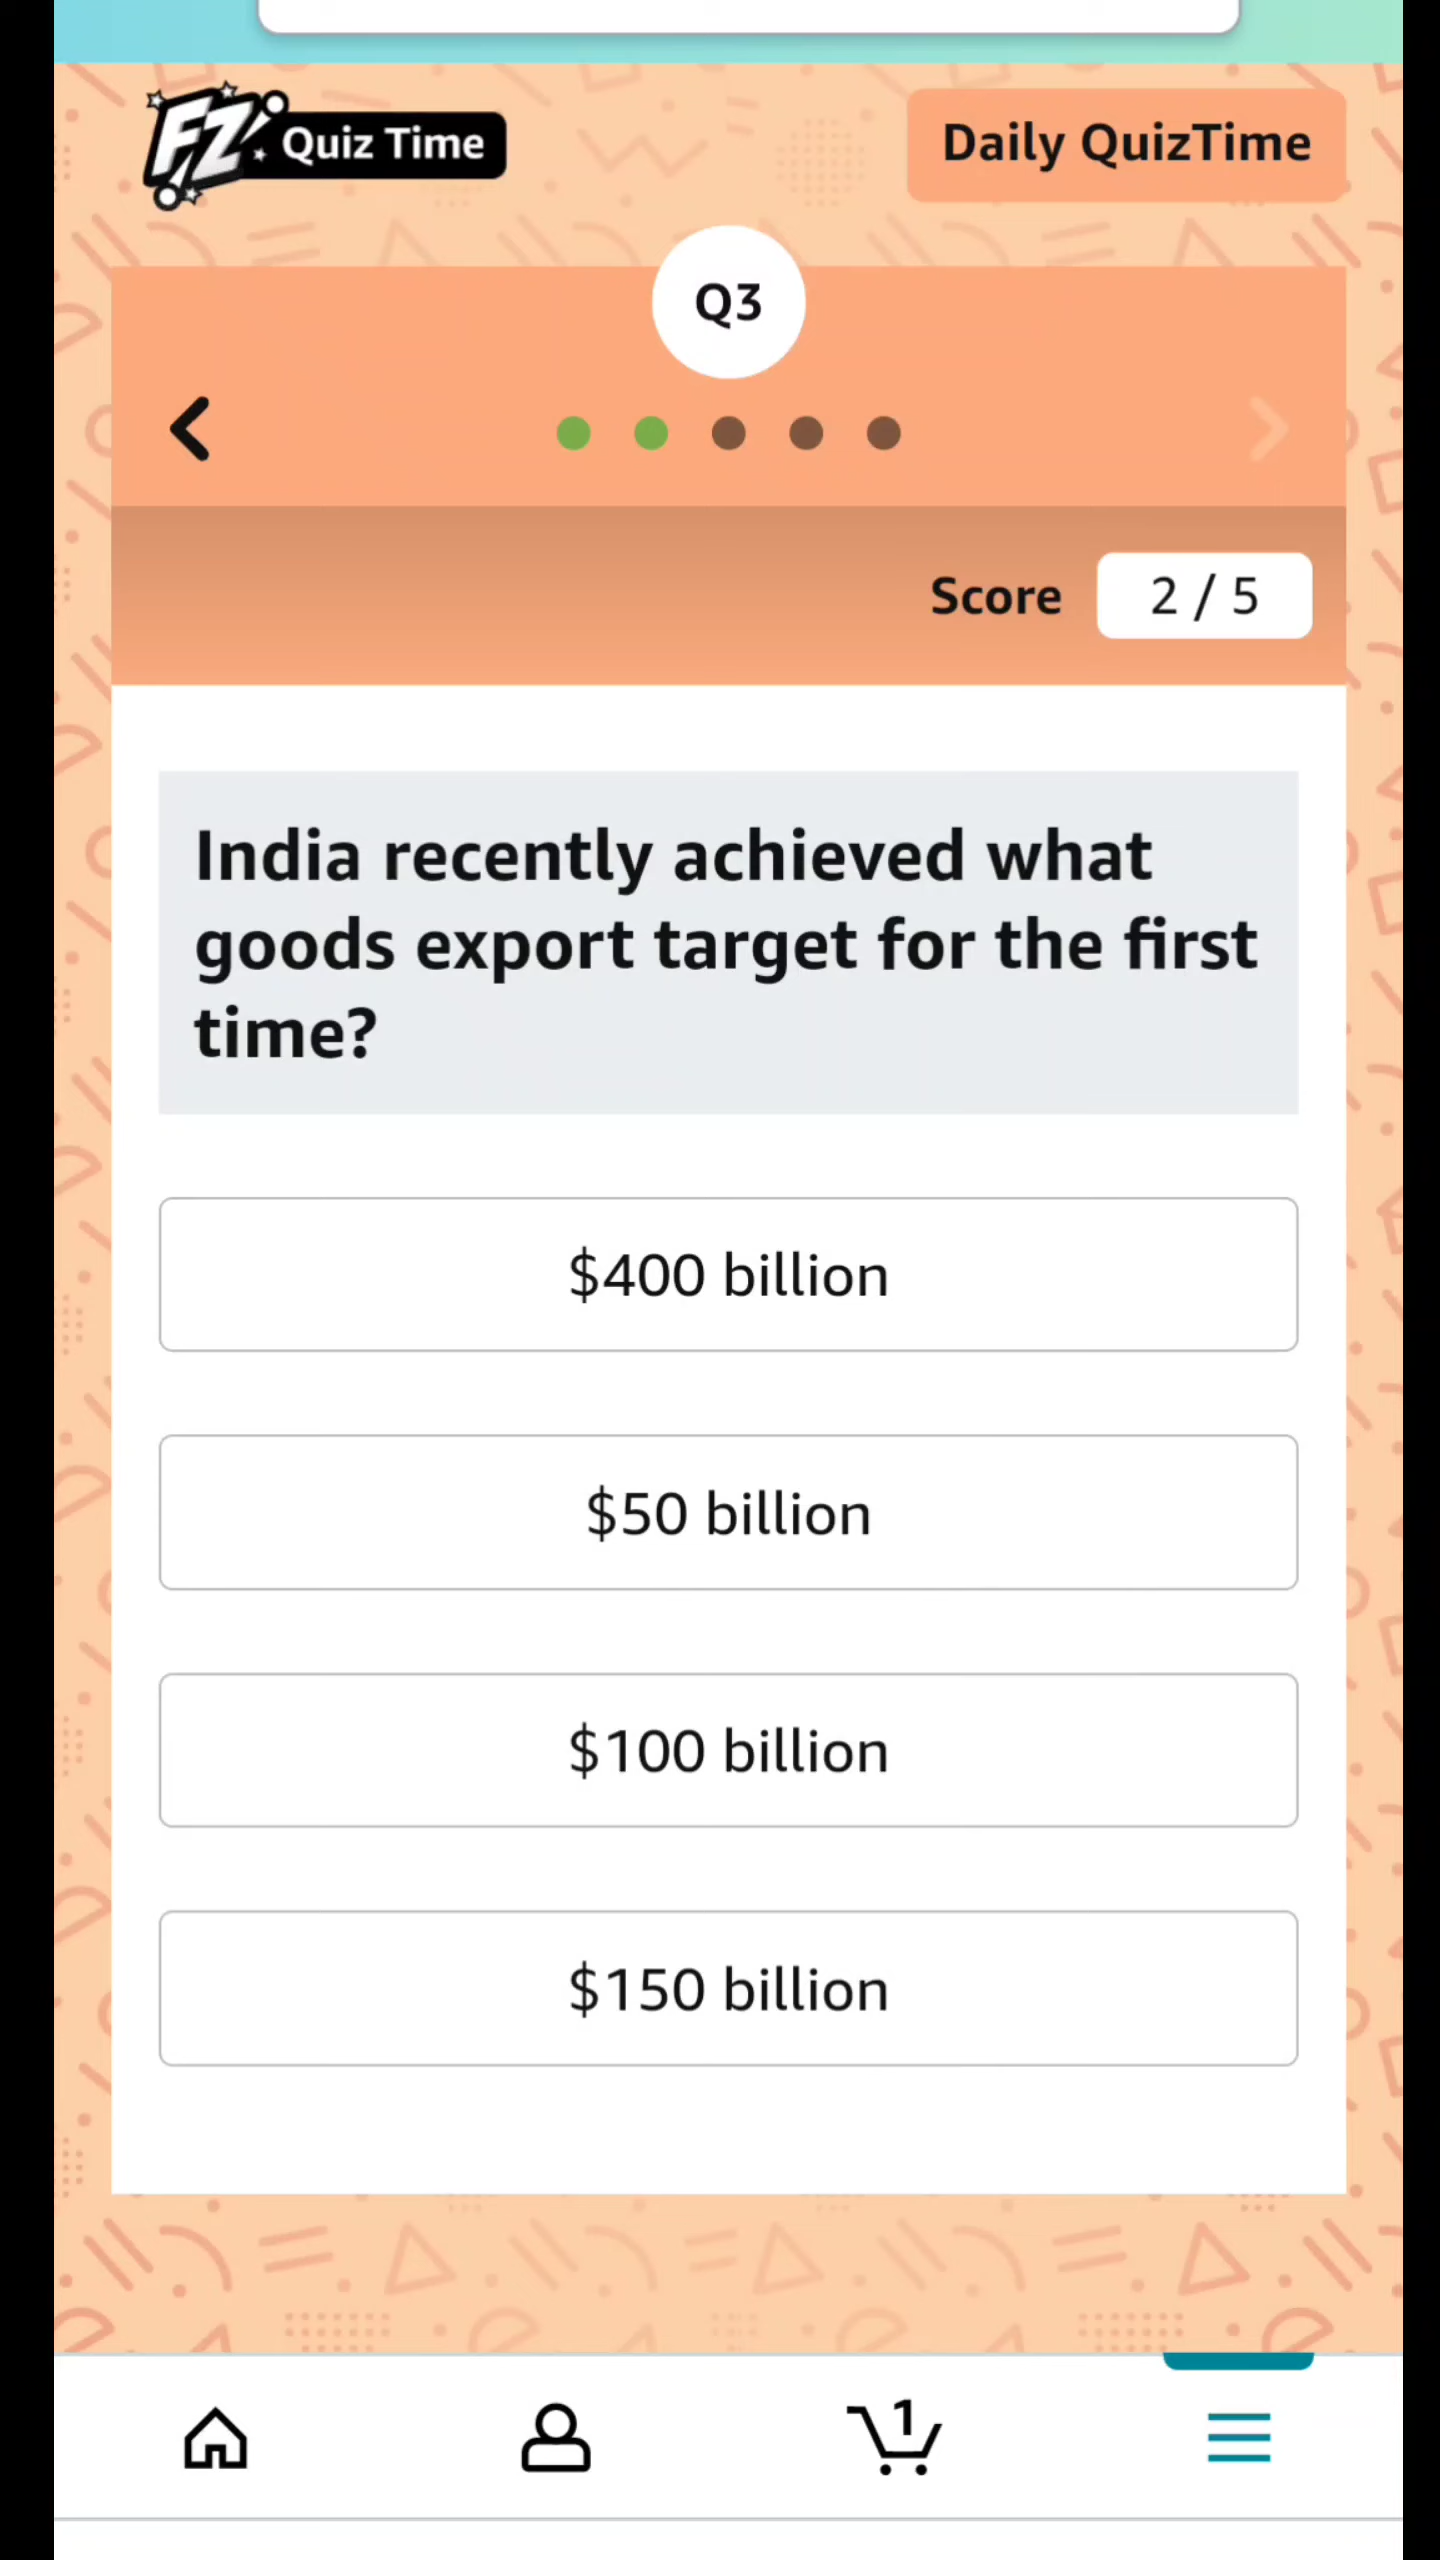 FZ Quiz Time
Daily QuizTime
Q3
Score 2 / 5
India recently achieved what
goods export target for the first
time?
$400 billion
$50 billion
$100 billion
$150 billion
1